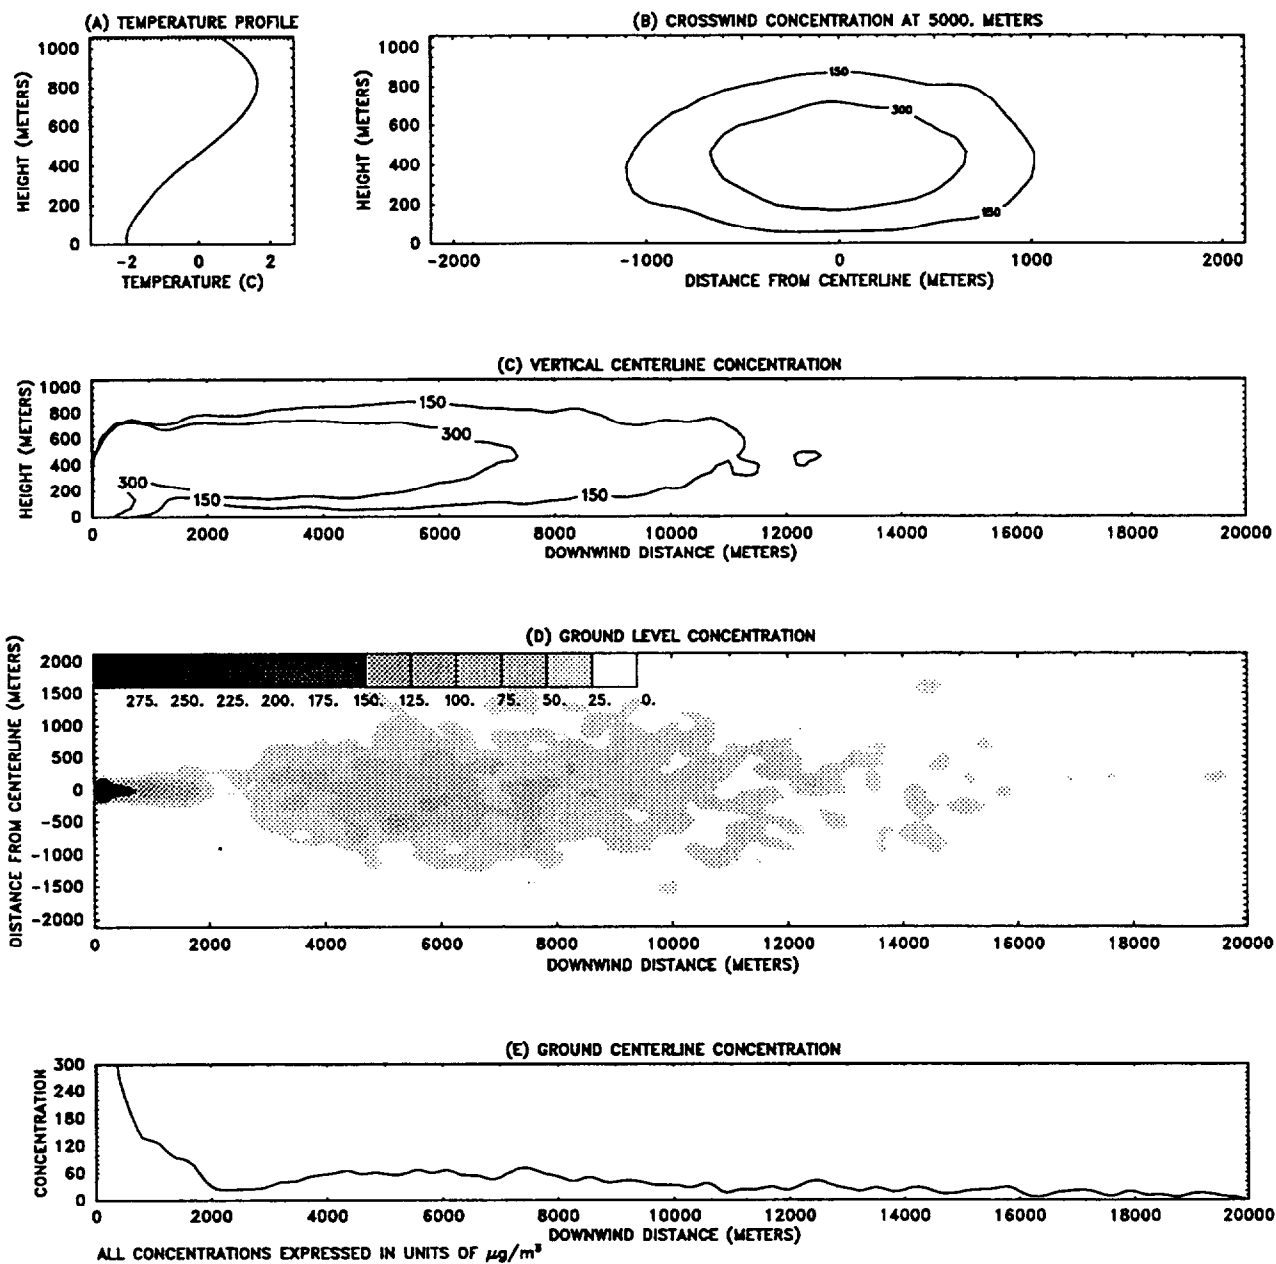 (A) TEMPERATURE PROFILE
1000
800
600
400
200
0
HEIGHT (METERS)
-2 0 2
TEMPERATURE (C)
(B) CROSSWIND CONCENTRATION AT 5000. METERS
1000
800
600
400
200
0
HEIGHT (METERS)
150
300
150
-2000 -1000 0 1000 2000
DISTANCE FROM CENTERLINE (METERS)
(C) VERTICAL CENTERLINE CONCENTRATION
1000
800
600
400
200
0
HEIGHT (METERS)
150
300
300
150
150
0 2000 4000 6000 8000 10000 12000 14000 16000 18000 20000
DOWNWIND DISTANCE (METERS)
(D) GROUND LEVEL CONCENTRATION
2000
1500
1000
500
0
-500
-1000
-1500
-2000
DISTANCE FROM CENTERLINE (METERS)
275. 250. 225. 200. 175. 150. 125. 100. 75. 50. 25. 0.
0 2000 4000 6000 8000 10000 12000 14000 16000 18000 20000
DOWNWIND DISTANCE (METERS)
(E) GROUND CENTERLINE CONCENTRATION
300
240
180
120
60
0
CONCENTRATION
0 2000 4000 6000 8000 10000 12000 14000 16000 18000 20000
DOWNWIND DISTANCE (METERS)
ALL CONCENTRATIONS EXPRESSED IN UNITS OF μg/m³